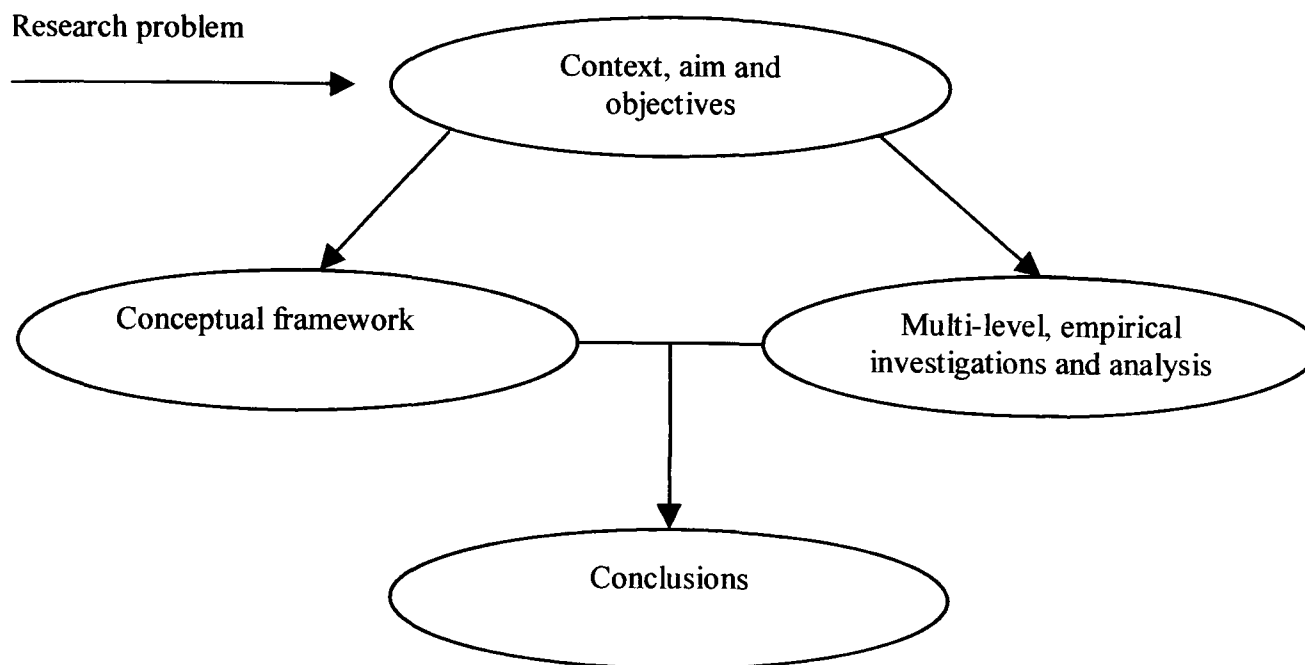 Research problem
Context, aim and
objectives
Conceptual framework
Multi-level, empirical
investigations and analysis
Conclusions